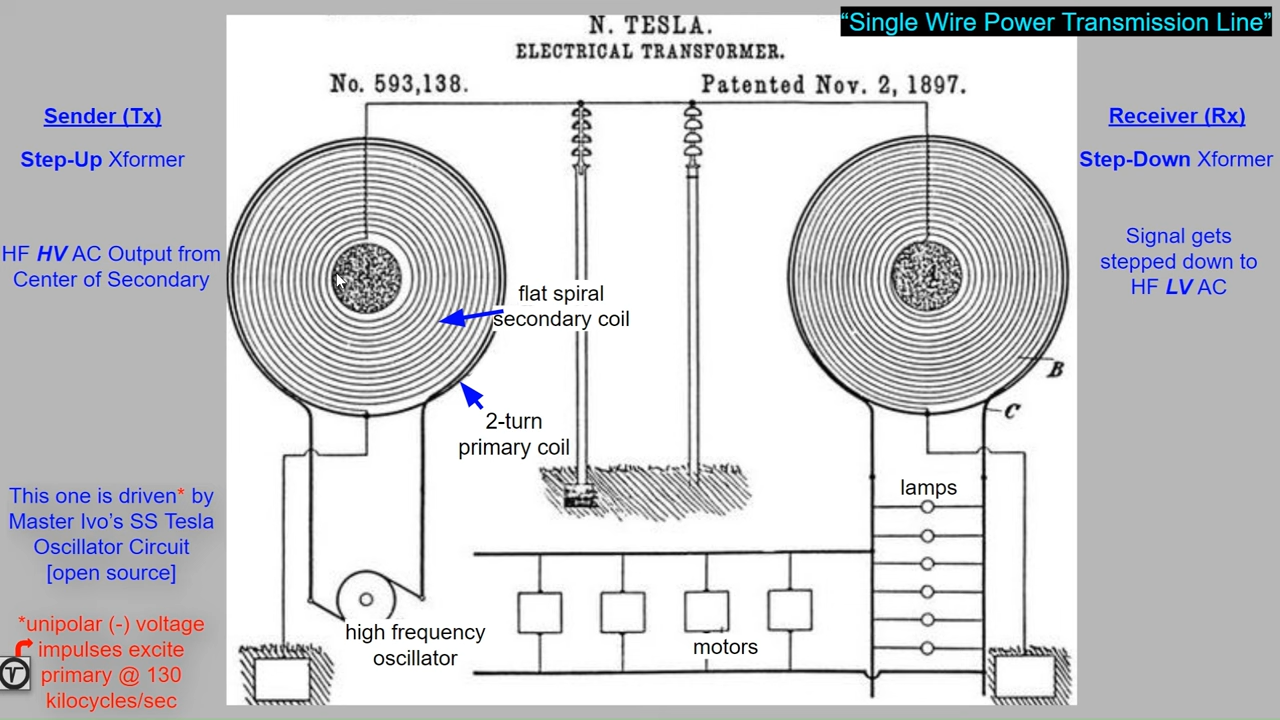 “Single Wire Power Transmission Line”
N. TESLA.
ELECTRICAL TRANSFORMER.
No. 593,138.
Patented Nov. 2, 1897.
Sender (Tx)
Step-Up Xformer
HF HV AC Output from
Center of Secondary
This one is driven* by
Master Ivo’s SS Tesla
Oscillator Circuit
[open source]
*unipolar (-) voltage
impulses excite
primary @ 130
kilocycles/sec
flat spiral
secondary coil
2-turn
primary coil
high frequency
oscillator
motors
lamps
B
C
Receiver (Rx)
Step-Down Xformer
Signal gets
stepped down to
HF LV AC